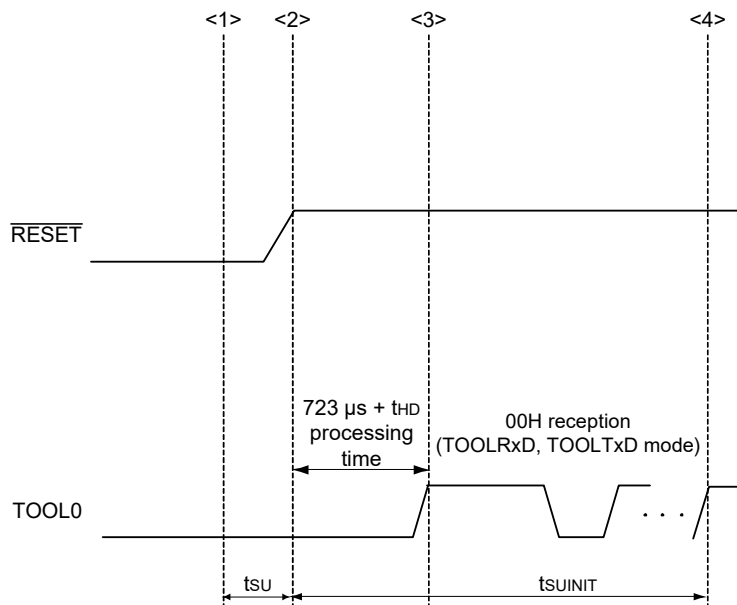 <1> <2> <3> <4>
RESET
723 µs + tHD
processing
time
00H reception
(TOOLRxD, TOOLTxD mode)
TOOL0
. . .
tSU
tSUINIT